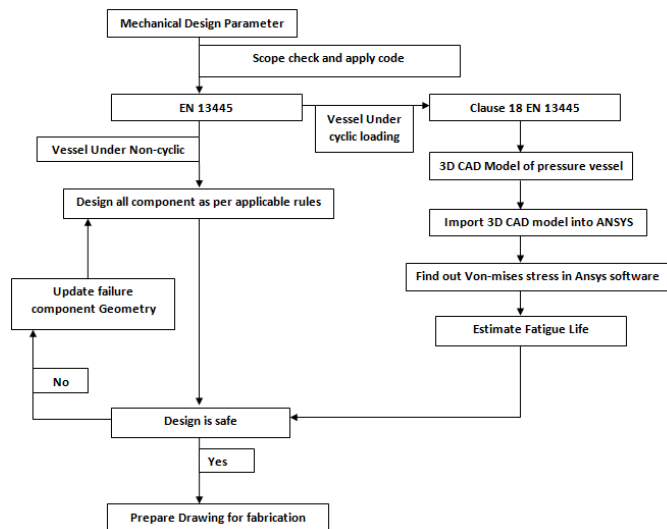 Mechanical Design Parameter
Scope check and apply code
EN 13445
Vessel Under
cyclic loading
Clause 18 EN 13445
Vessel Under Non-cyclic
3D CAD Model of pressure vessel
Design all component as per applicable rules
Import 3D CAD model into ANSYS
Find out Von-mises stress in Ansys software
Update failure
component Geometry
Estimate Fatigue Life
No
Design is safe
Yes
Prepare Drawing for fabrication